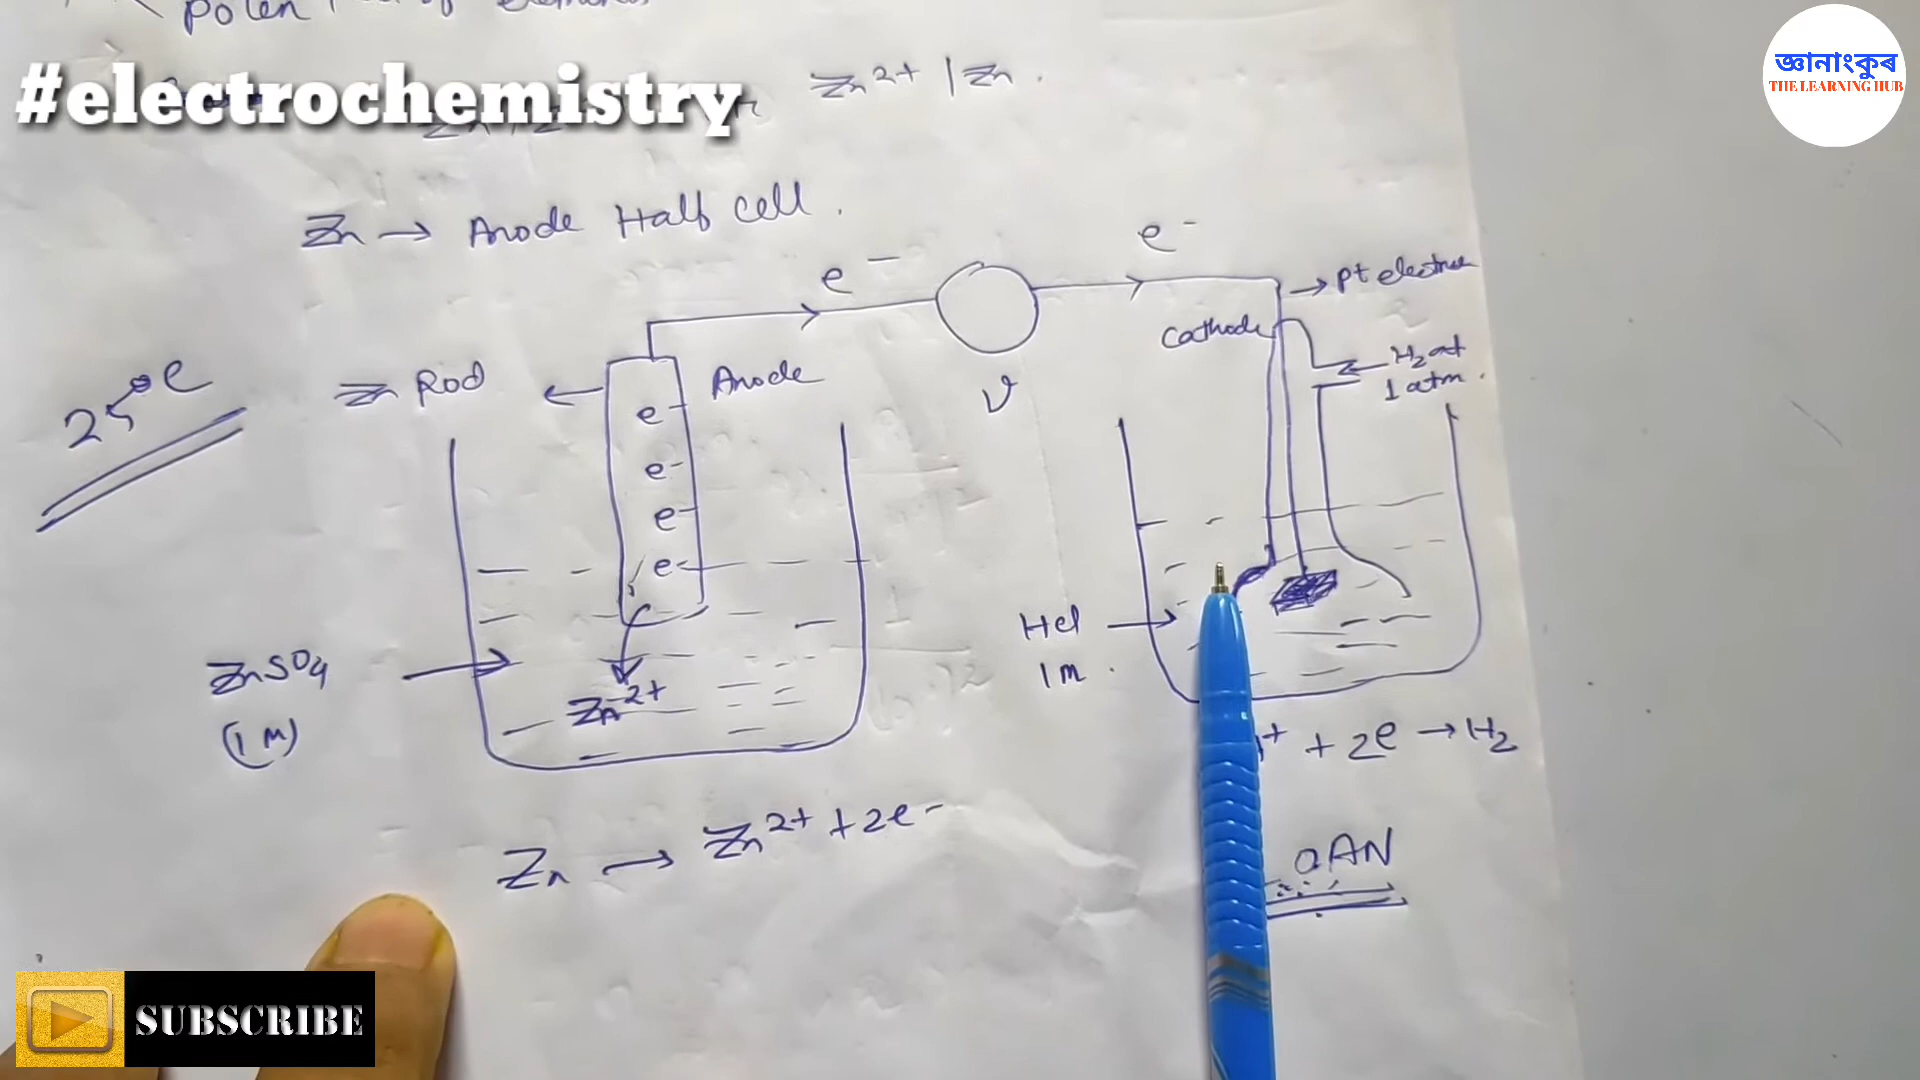 #electrochemistry
জ্ঞানাংকুৰ
THE LEARNING HUB
Zn²⁺ | Zn .
Zn → Anode Half cell .
e⁻
e⁻
→ Pt
Cathode
H₂ at
1 atm .
25°C
Zn Rod ←
Anode
e⁻
e⁻
e⁻
e⁻
V
ZnSO₄ →
(1 M)
Zn²⁺
Hcl →
1 M .
+ 2e → H₂
Zn → Zn²⁺ + 2e⁻
OAN
SUBSCRIBE